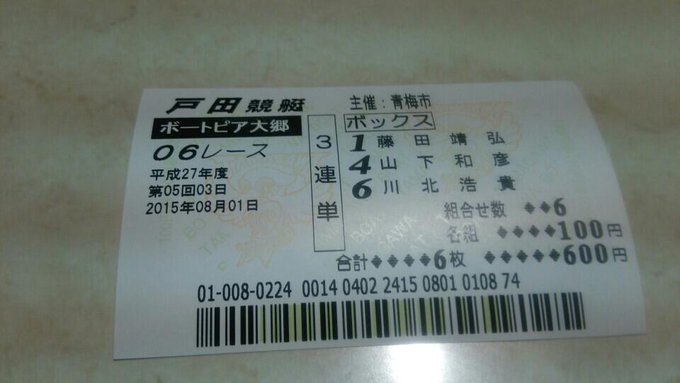 戸田競艇
主催：青梅市
ボートピア大郷
06レース
平成27年度
第05回03日
2015年08月01日
3連単
ボックス
1 藤田靖弘
4 山下和彦
6 川北浩貴
組合せ数 ◆◆6
各組 ◆◆◆◆100円
合計◆◆◆◆6枚 ◆◆◆◆◆600円
01-008-0224 0014 0402 2415 0801 0108 74